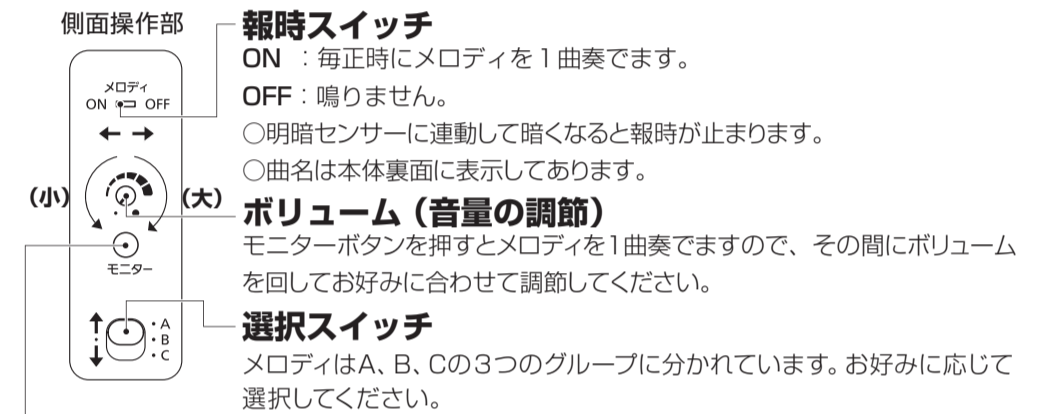 側面操作部
メロディ
ON OFF
(小) (大)
モニター
・A
・B
・C
報時スイッチ
ON ：毎正時にメロディを1曲奏でます。
OFF：鳴りません。
○明暗センサーに連動して暗くなると報時が止まります。
○曲名は本体裏面に表示してあります。
ボリューム（音量の調節）
モニターボタンを押すとメロディを1曲奏でますので、その間にボリューム
を回してお好みに合わせて調節してください。
選択スイッチ
メロディはA、B、Cの3つのグループに分かれています。お好みに応じて
選択してください。